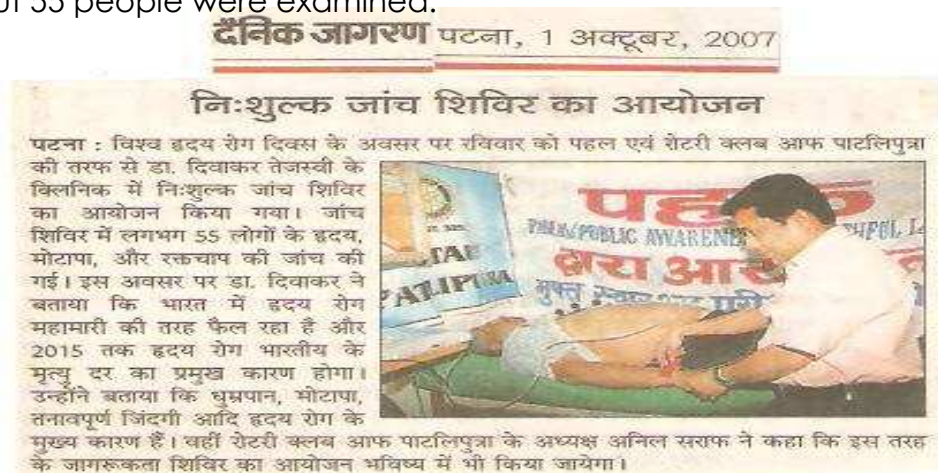 ut 55 people were examined.
दैनिक जागरण पटना, 1 अक्टूबर, 2007
निःशुल्क जांच शिविर का आयोजन
पटना : विश्व हृदय रोग दिवस के अवसर पर रविवार को पहल एवं रोटरी क्लब आफ पाटलिपुत्रा
की तरफ से डा. दिवाकर तेजस्वी के
क्लिनिक में निःशुल्क जांच शिविर
का आयोजन किया गया। जांच
शिविर में लगभग 55 लोगों के हृदय,
मोटापा, और रक्तचाप की जांच की
गई। इस अवसर पर डा. दिवाकर ने
बताया कि भारत में हृदय रोग
महामारी की तरह फैल रहा है और
2015 तक हृदय रोग भारतीय के
मृत्यु दर का प्रमुख कारण होगा।
उन्होंने बताया कि धुम्रपान, मोटापा,
तनावपूर्ण जिंदगी आदि हृदय रोग के
मुख्य कारण हैं। वहीं रोटरी क्लब आफ पाटलिपुत्रा के अध्यक्ष अनिल सराफ ने कहा कि इस तरह
के जागरूकता शिविर का आयोजन भविष्य में भी किया जायेगा।
पहल
PUBLIC AWARENE
द्वारा
PATLIPUTRA
मुफ्त